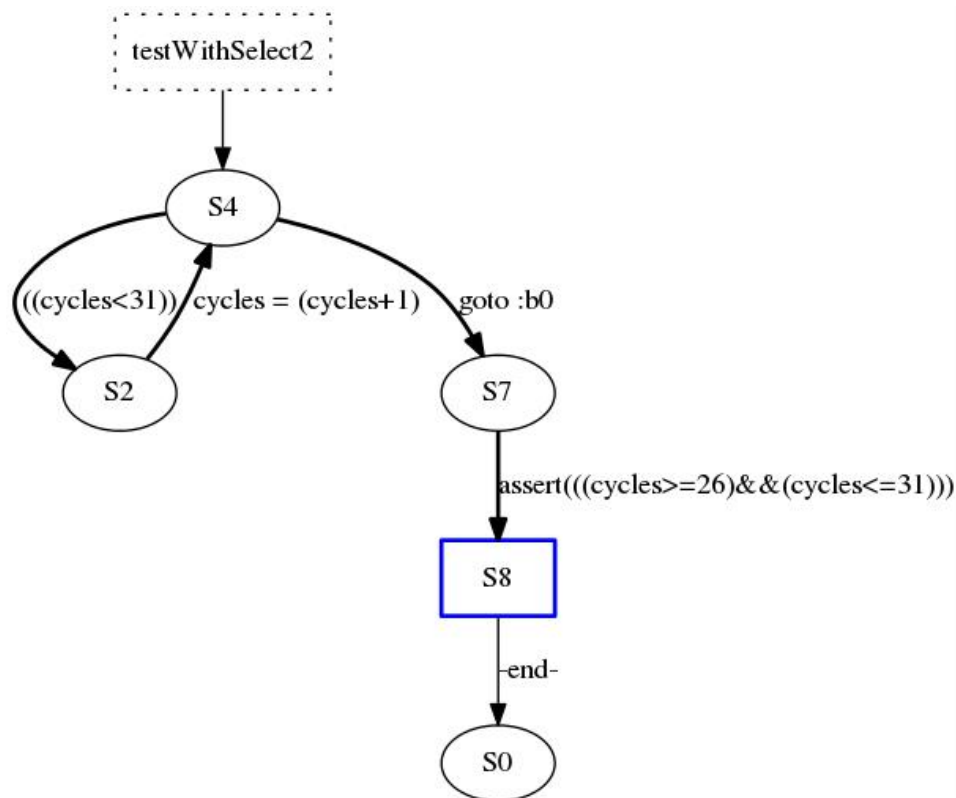 testWithSelect2
S4
((cycles<31))
cycles = (cycles+1)
goto :b0
S2
S7
assert(((cycles>=26)&&(cycles<=31)))
S8
-end-
S0